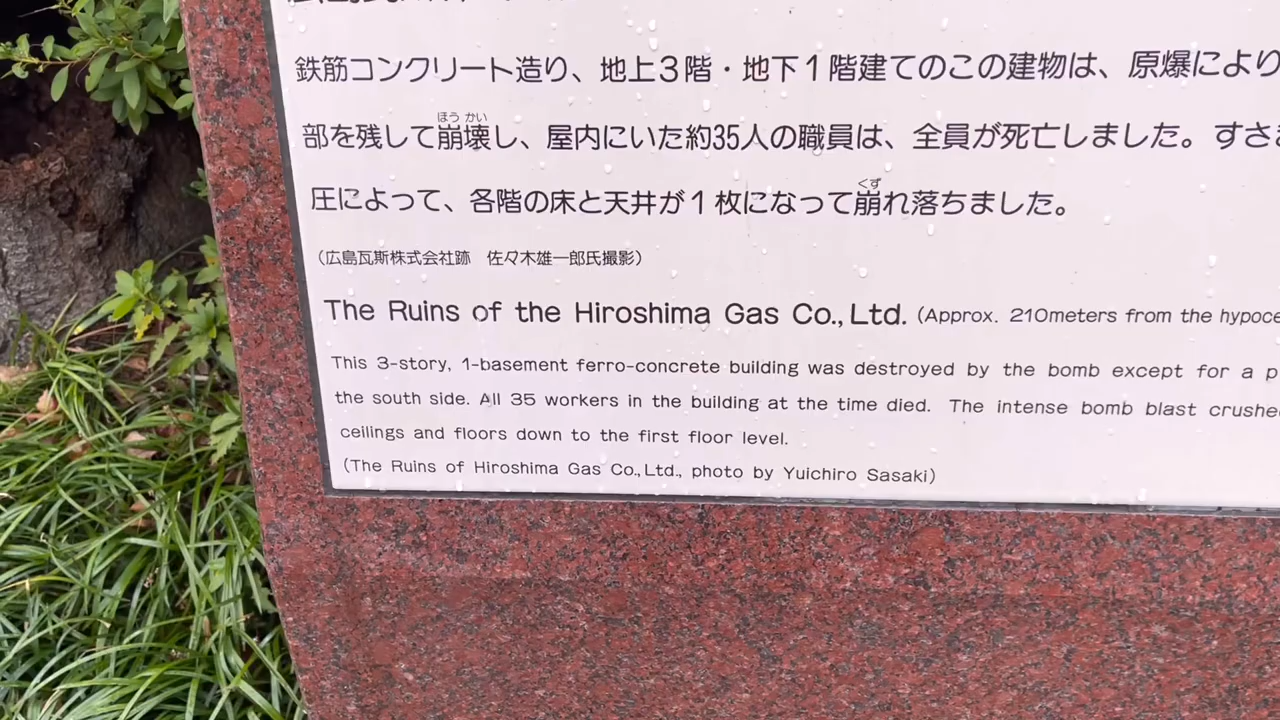 鉄筋コンクリート造り、地上3階・地下1階建てのこの建物は、原爆により
ほう かい
部を残して崩壊し、屋内にいた約35人の職員は、全員が死亡しました。すさ
くず
圧によって、各階の床と天井が1枚になって崩れ落ちました。
(広島瓦斯株式会社跡 佐々木雄一郎氏撮影)
The Ruins of the Hiroshima Gas Co., Ltd. (Approx. 210meters from the hypoce
This 3-story, 1-basement ferro-concrete building was destroyed by the bomb except for a p
the south side. All 35 workers in the building at the time died. The intense bomb blast crushe
ceilings and floors down to the first floor level.
(The Ruins of Hiroshima Gas Co., Ltd., photo by Yuichiro Sasaki)